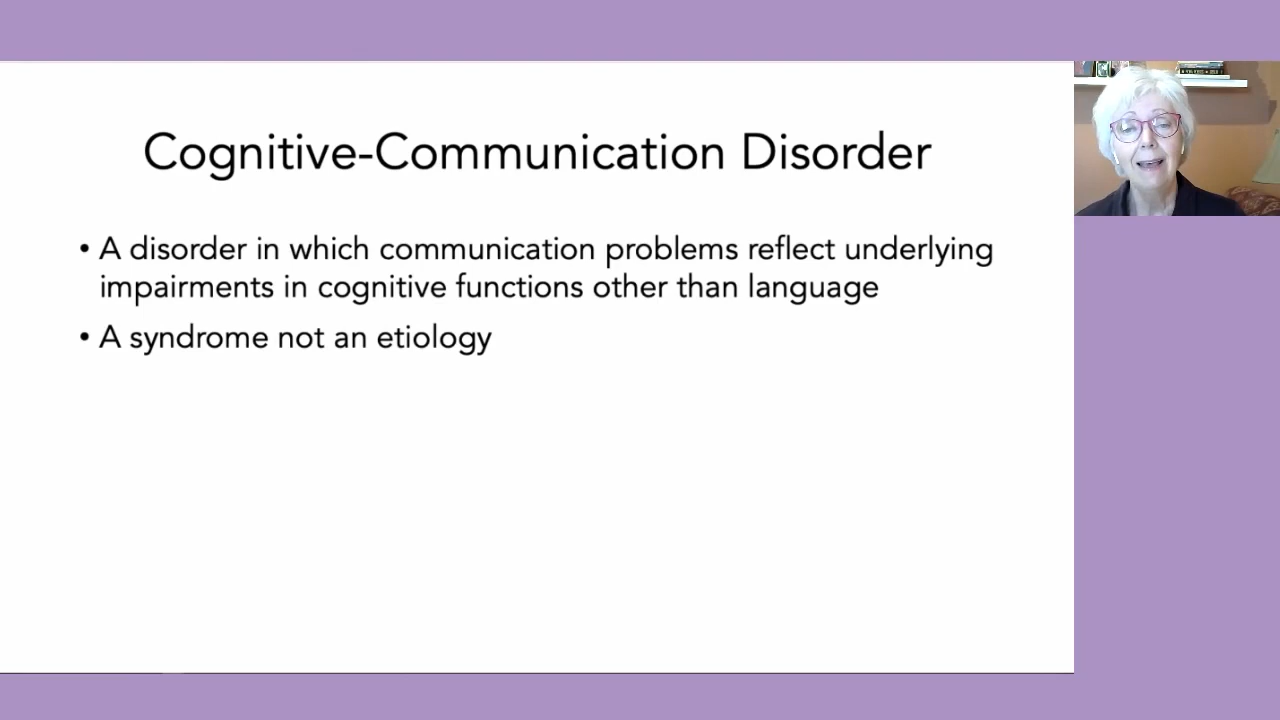 Cognitive-Communication Disorder
• A disorder in which communication problems reflect underlying
impairments in cognitive functions other than language
• A syndrome not an etiology